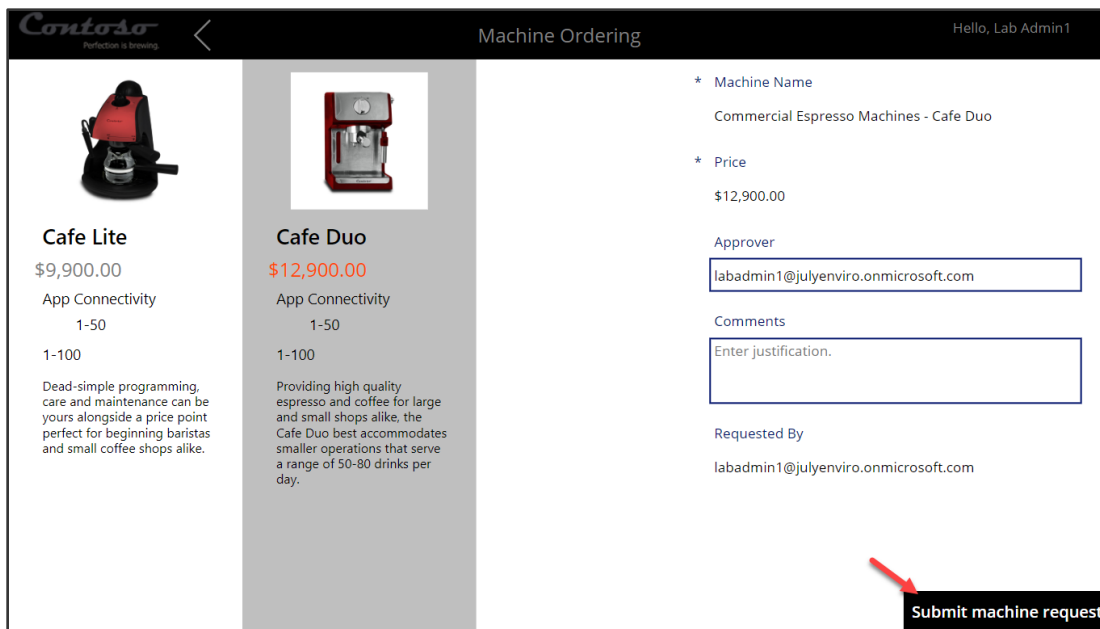 Contoso
Perfection is brewing.
Machine Ordering
Hello, Lab Admin1
Cafe Lite
$9,900.00
App Connectivity
1-50
1-100
Dead-simple programming,
care and maintenance can be
yours alongside a price point
perfect for beginning baristas
and small coffee shops alike.
Cafe Duo
$12,900.00
App Connectivity
1-50
1-100
Providing high quality
espresso and coffee for large
and small shops alike, the
Cafe Duo best accommodates
smaller operations that serve
a range of 50-80 drinks per
day.
* Machine Name
Commercial Espresso Machines - Cafe Duo
* Price
$12,900.00
Approver
labadmin1@julyenviro.onmicrosoft.com
Comments
Enter justification.
Requested By
labadmin1@julyenviro.onmicrosoft.com
Submit machine request